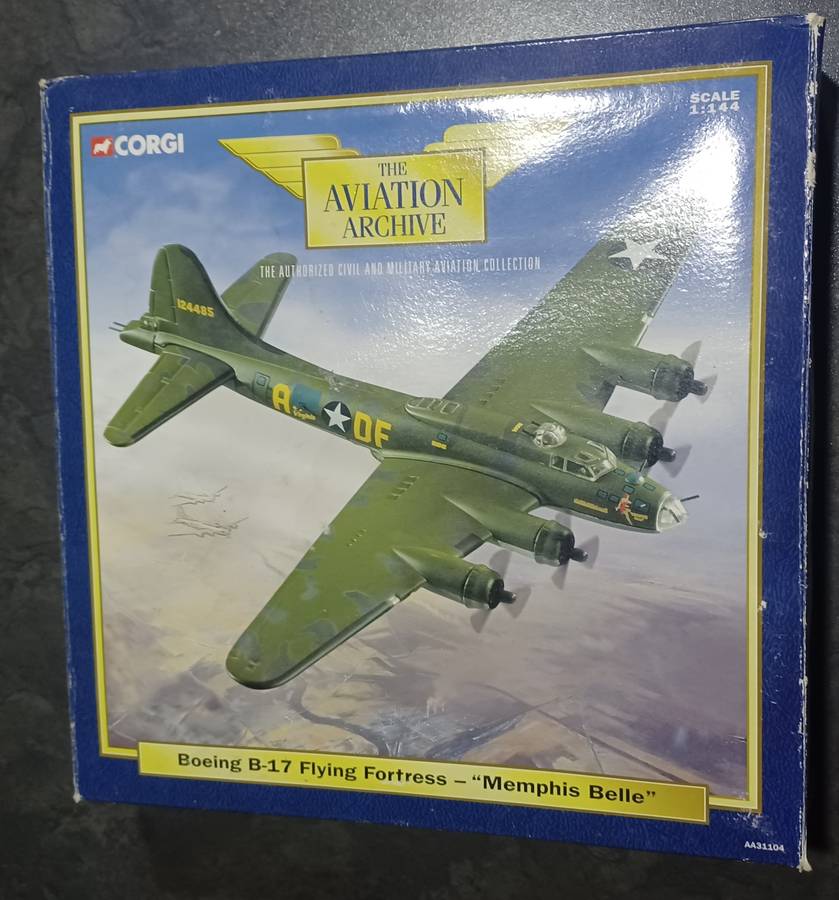 SCALE
1:144
CORGI
THE
AVIATION
ARCHIVE
THE AUTHORIZED CIVIL AND MILITARY AVIATION COLLECTION
124485
A
DF
Boeing B-17 Flying Fortress – “Memphis Belle”
AA31104